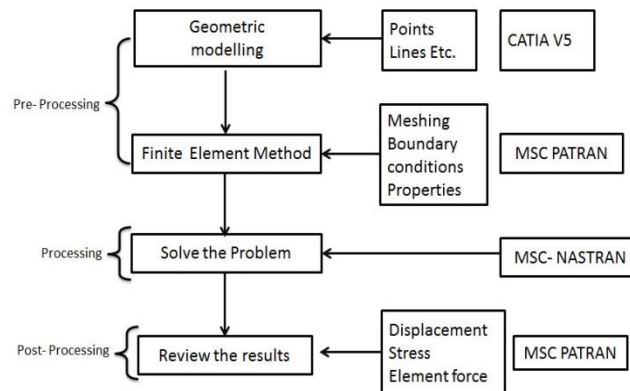 Geometric
modelling
Points
Lines Etc.
CATIA V5
Pre- Processing
Finite Element Method
Meshing
Boundary
conditions
Properties
MSC PATRAN
Processing
Solve the Problem
MSC- NASTRAN
Post- Processing
Review the results
Displacement
Stress
Element force
MSC PATRAN